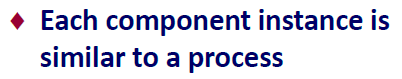 Each component instance is
similar to a process